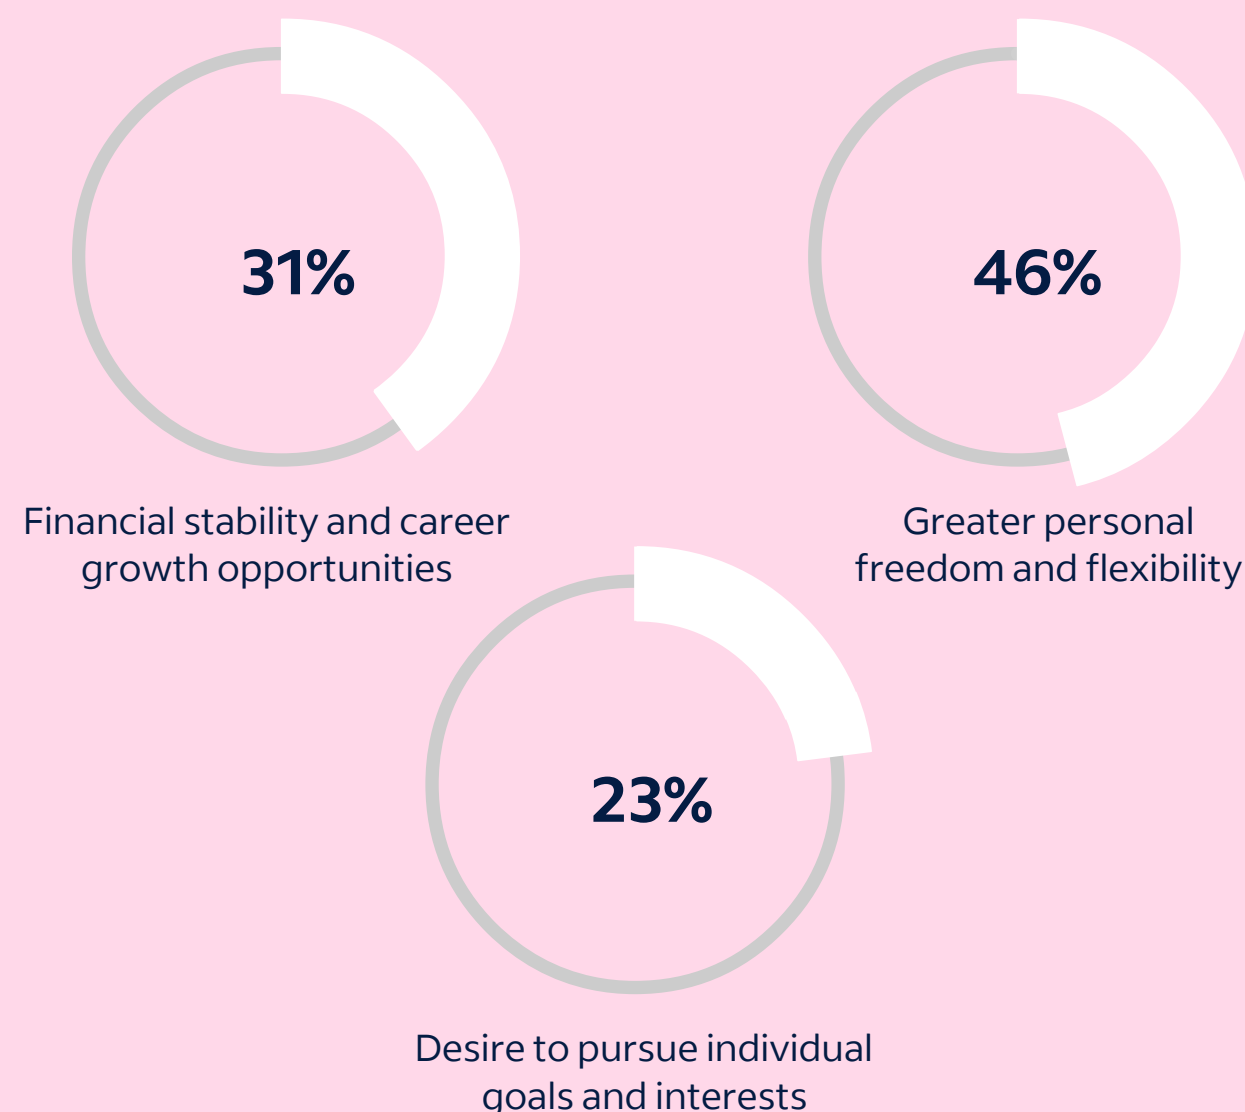 31%
Financial stability and career
growth opportunities
46%
Greater personal
freedom and flexibility
23%
Desire to pursue individual
goals and interests